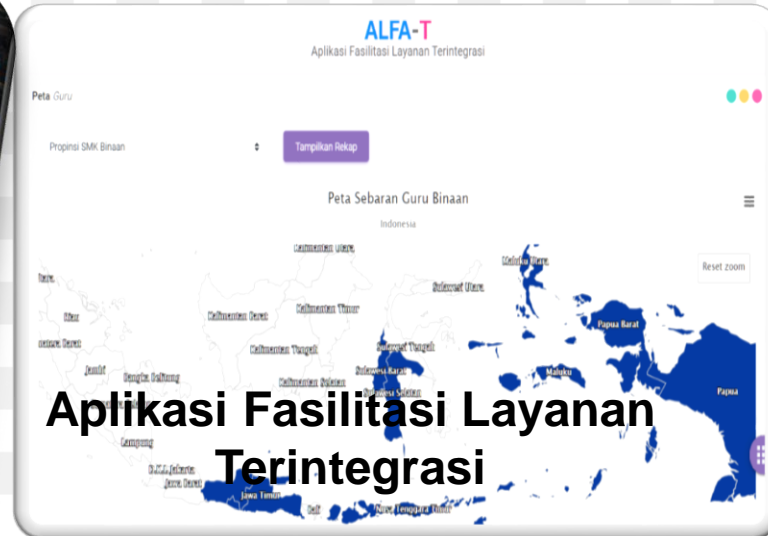 ALFA-T
Aplikasi Fasilitasi Layanan Terintegrasi
Peta Guru
Propinsi SMK Binaan
Tampilkan Rekap
Peta Sebaran Guru Binaan
Indonesia
Reset zoom
Kalimantan Utara
Maluku Utara
Sulawesi Utara
Riau
Kalimantan Barat
Kalimantan Timur
Papua Barat
Kalimantan Tengah
Sulawesi Tengah
Jambi
Bangka Belitung
Sulawesi Barat
Maluku
Kalimantan Selatan
Sulawesi Selatan
Papua
Aplikasi Fasilitasi Layanan
Terintegrasi
Lampung
D.K.I. Jakarta
Jawa Barat
Jawa Timur
Bali
Nusa Tenggara Timur